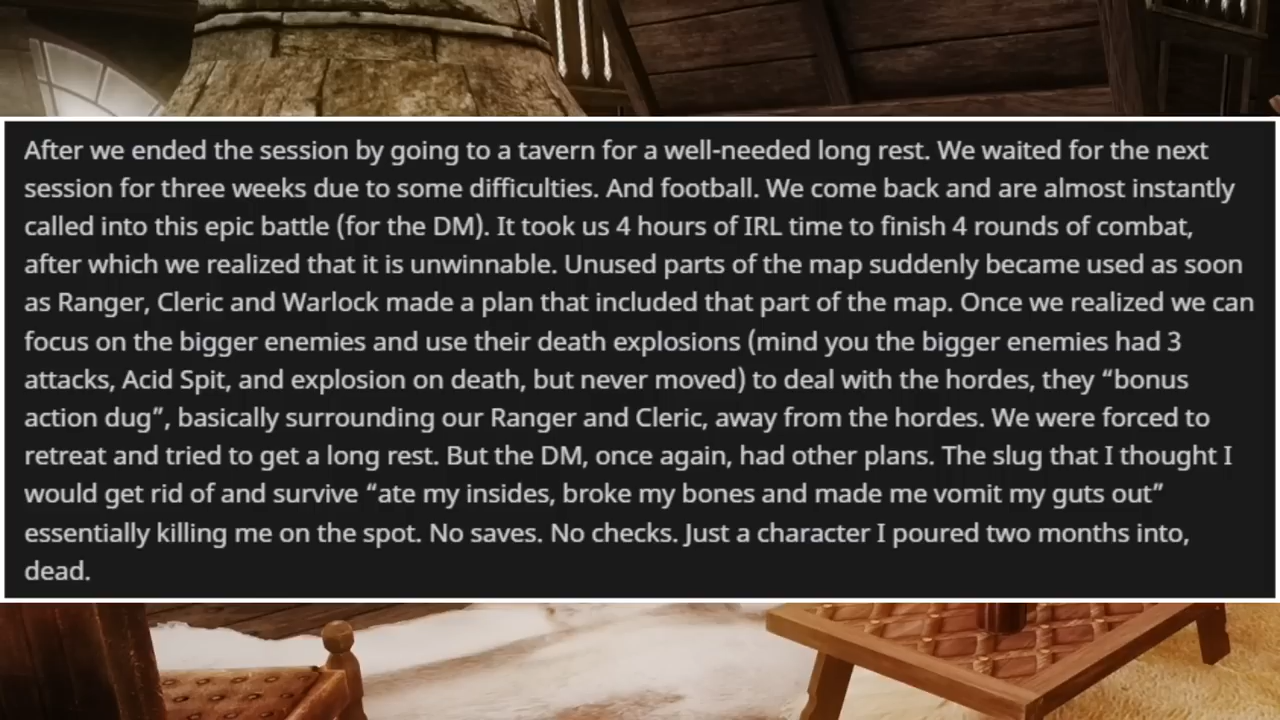 After we ended the session by going to a tavern for a well-needed long rest. We waited for the next
session for three weeks due to some difficulties. And football. We come back and are almost instantly
called into this epic battle (for the DM). It took us 4 hours of IRL time to finish 4 rounds of combat,
after which we realized that it is unwinnable. Unused parts of the map suddenly became used as soon
as Ranger, Cleric and Warlock made a plan that included that part of the map. Once we realized we can
focus on the bigger enemies and use their death explosions (mind you the bigger enemies had 3
attacks, Acid Spit, and explosion on death, but never moved) to deal with the hordes, they “bonus
action dug”, basically surrounding our Ranger and Cleric, away from the hordes. We were forced to
retreat and tried to get a long rest. But the DM, once again, had other plans. The slug that I thought I
would get rid of and survive “ate my insides, broke my bones and made me vomit my guts out”
essentially killing me on the spot. No saves. No checks. Just a character I poured two months into,
dead.